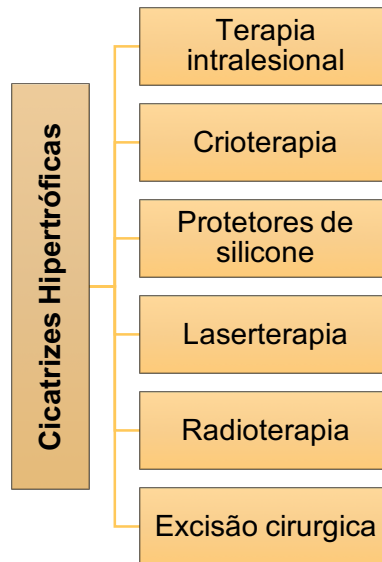 Cicatrizes Hipertróficas
Terapia
intralesional
Crioterapia
Protetores de
silicone
Laserterapia
Radioterapia
Excisão cirurgica